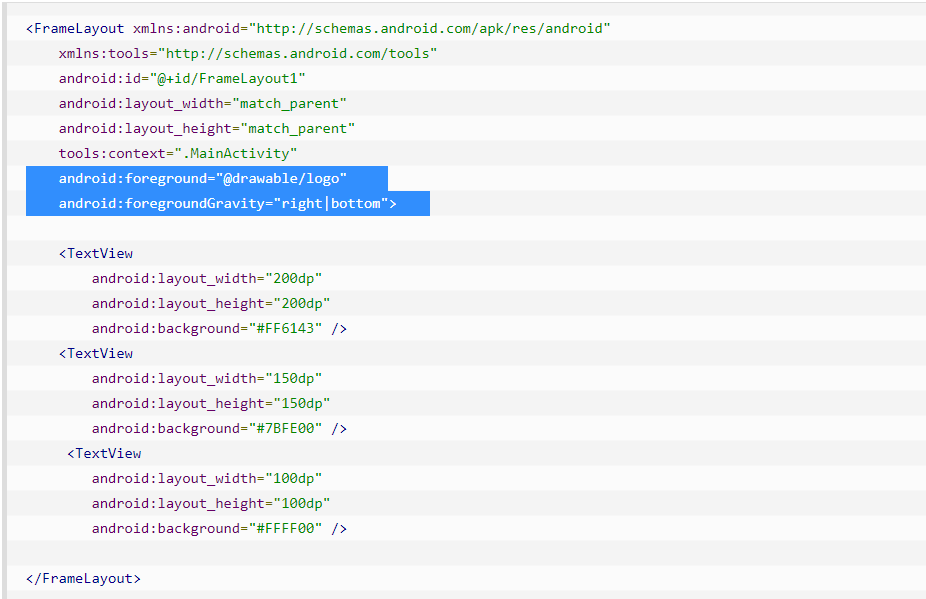 <FrameLayout xmlns:android="http://schemas.android.com/apk/res/android"
    xmlns:tools="http://schemas.android.com/tools"
    android:id="@+id/FrameLayout1"
    android:layout_width="match_parent"
    android:layout_height="match_parent"
    tools:context=".MainActivity"
    android:foreground="@drawable/logo"
    android:foregroundGravity="right|bottom">
    <TextView
        android:layout_width="200dp"
        android:layout_height="200dp"
        android:background="#FF6143" />
    <TextView
        android:layout_width="150dp"
        android:layout_height="150dp"
        android:background="#7BFE00" />
     <TextView
        android:layout_width="100dp"
        android:layout_height="100dp"
        android:background="#FFFF00" />
</FrameLayout>